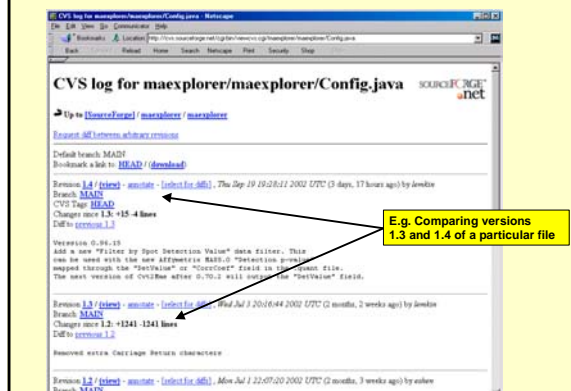 CVS log for maexplorer/maexplorer/Config.java - Netscape
File Edit View Go Communicator Help
Bookmarks Location http://cvs.sourceforge.net/cgi-bin/viewcvs.cgi/maexplorer/maexplorer/Config.java
Back Reload Home Search Netscape Print Security Shop
CVS log for maexplorer/maexplorer/Config.java
SOURCEFORGE
.net
Up to [SourceForge] / maexplorer / maexplorer
Request diff between arbitrary revisions
Default branch: MAIN
Bookmark a link to: HEAD / (download)
Revision 1.4 / (view) - annotate - [select for diffs] , Thu Sep 19 19:28:11 2002 UTC (3 days, 17 hours ago) by lemkin
Branch: MAIN
CVS Tags: HEAD
Changes since 1.3: +15 -4 lines
Diff to previous 1.3
E.g. Comparing versions
1.3 and 1.4 of a particular file
Version 0.96.15
Add a new "Filter by Spot Detection Value" data filter. This
can be used with the new Affymetrix MAS5.0 "Detection p-value"
mapped through the "DetValue" or "CorrCoef" field in the .quant file.
The next version of Cvt2Mae after 0.70.2 will output the "DetValue" field.
Revision 1.3 / (view) - annotate - [select for diffs] , Wed Jul 3 20:16:44 2002 UTC (2 months, 2 weeks ago) by lemkin
Branch: MAIN
Changes since 1.2: +1241 -1241 lines
Diff to previous 1.2
Removed extra Carriage Return characters
Revision 1.2 / (view) - annotate - [select for diffs] , Mon Jul 1 22:07:20 2002 UTC (2 months, 3 weeks ago) by
Branch: MAIN